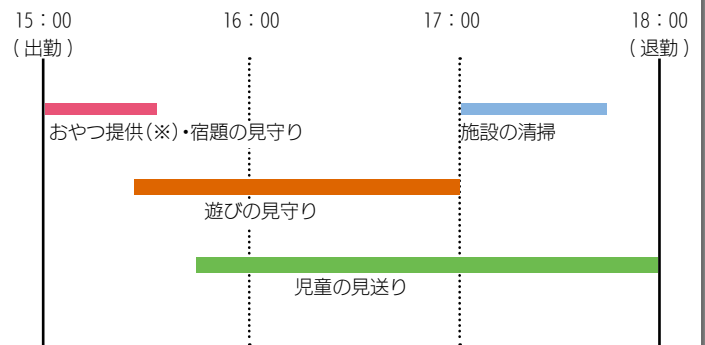 15：00
16：00
17：00
18：00
(出勤)
(退勤)
おやつ提供(※)・宿題の見守り
施設の清掃
遊びの見守り
児童の見送り